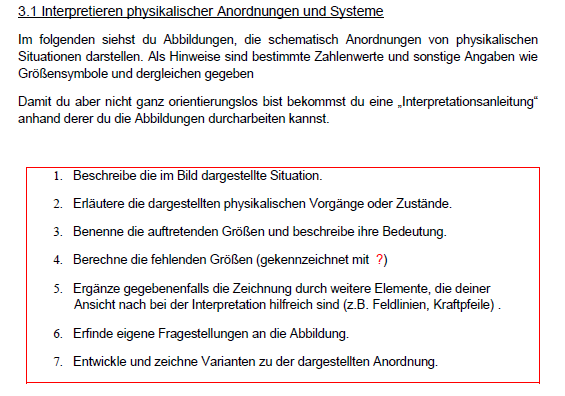 3.1 Interpretieren physikalischer Anordnungen und Systeme
Im folgenden siehst du Abbildungen, die schematisch Anordnungen von physikalischen
Situationen darstellen. Als Hinweise sind bestimmte Zahlenwerte und sonstige Angaben wie
Größensymbole und dergleichen gegeben
Damit du aber nicht ganz orientierungslos bist bekommst du eine „Interpretationsanleitung“
anhand derer du die Abbildungen durcharbeiten kannst.
1. Beschreibe die im Bild dargestellte Situation.
2. Erläutere die dargestellten physikalischen Vorgänge oder Zustände.
3. Benenne die auftretenden Größen und beschreibe ihre Bedeutung.
4. Berechne die fehlenden Größen (gekennzeichnet mit ?)
5. Ergänze gegebenenfalls die Zeichnung durch weitere Elemente, die deiner
Ansicht nach bei der Interpretation hilfreich sind (z.B. Feldlinien, Kraftpfeile) .
6. Erfinde eigene Fragestellungen an die Abbildung.
7. Entwickle und zeichne Varianten zu der dargestellten Anordnung.